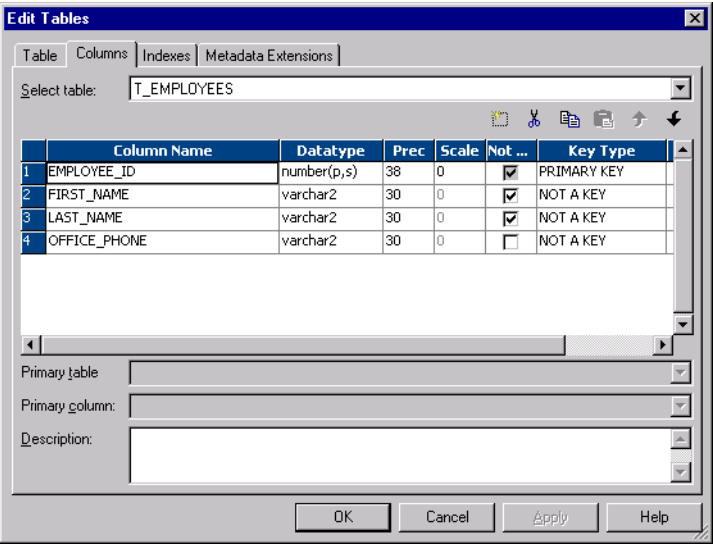 Edit Tables
Table Columns Indexes Metadata Extensions
Select table: T_EMPLOYEES
Column Name Datatype Prec Scale Not ... Key Type
1 EMPLOYEE_ID number(p,s) 38 0 PRIMARY KEY
2 FIRST_NAME varchar2 30 0 NOT A KEY
3 LAST_NAME varchar2 30 0 NOT A KEY
4 OFFICE_PHONE varchar2 30 0 NOT A KEY
Primary table
Primary column:
Description:
OK Cancel Apply Help